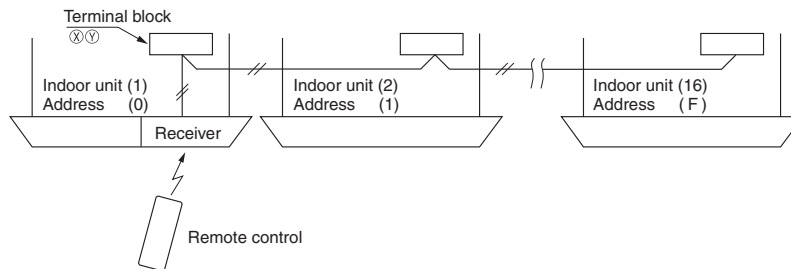 Terminal block
Ⓧ Ⓨ
Indoor unit (1)
Address (0)
Receiver
Indoor unit (2)
Address (1)
Indoor unit (16)
Address ( F )
Remote control